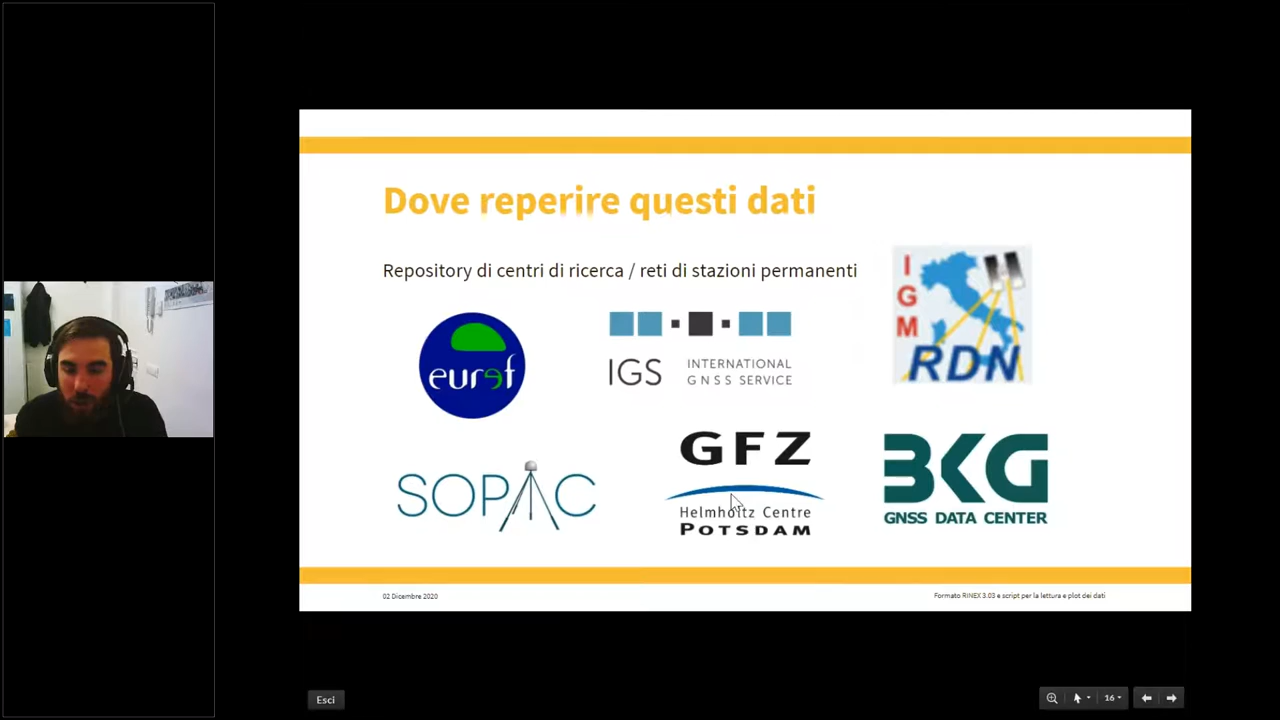 Dove reperire questi dati
Repository di centri di ricerca / reti di stazioni permanenti
IGM
RDN
euref
IGS
INTERNATIONAL
GNSS SERVICE
SOPAC
GFZ
Helmholtz Centre
POTSDAM
BKG
GNSS DATA CENTER
02 Dicembre 2020
Formato RINEX 3.03 e script per la lettura e plot dei dati
Esci
16